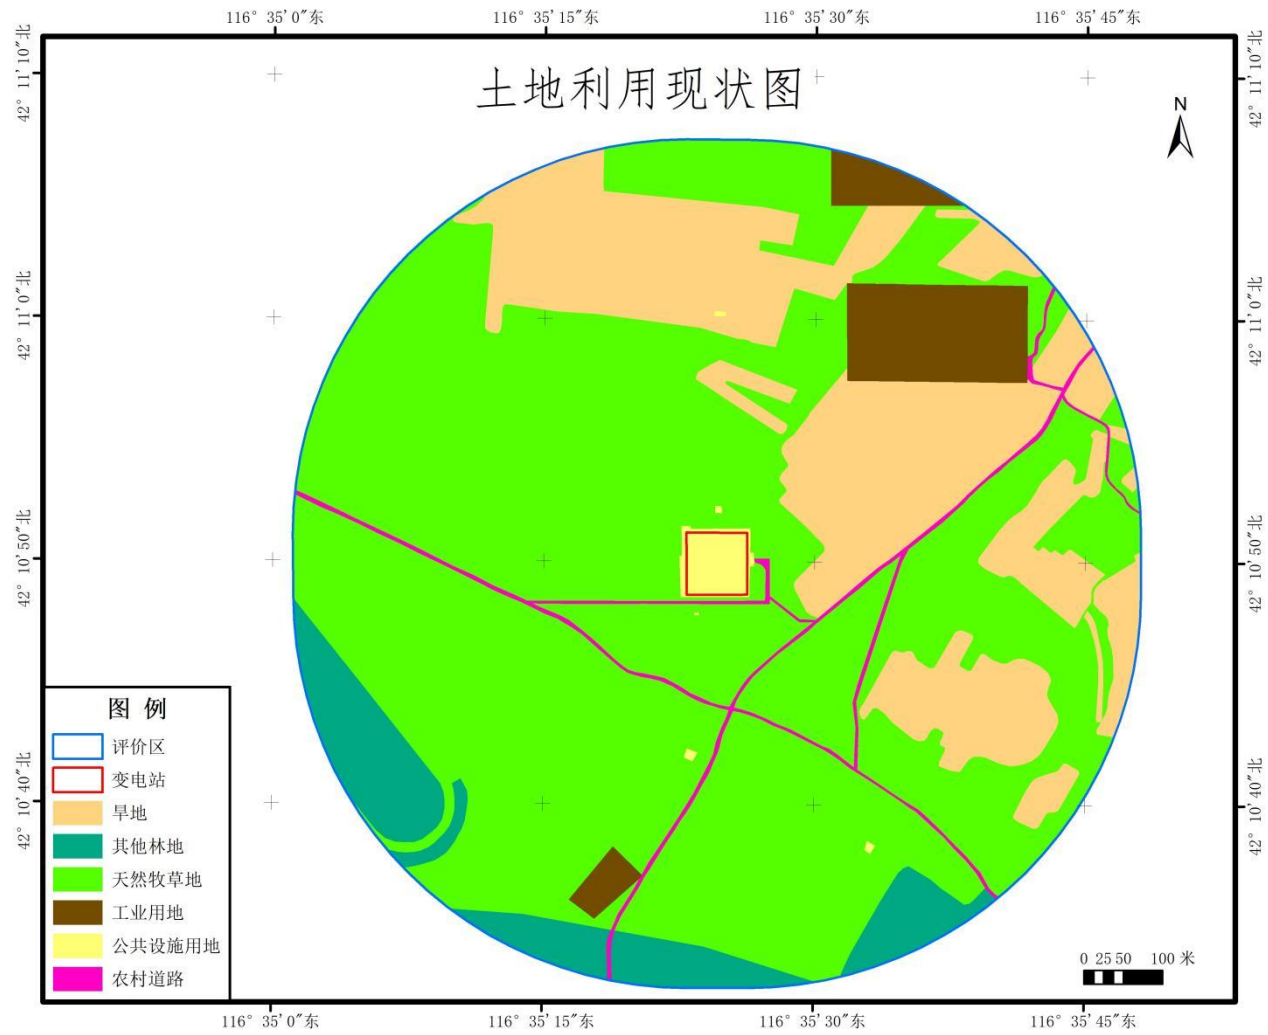 116° 35'0"东 116° 35'15"东 116° 35'30"东 116° 35'45"东
土地利用现状图
N
42° 11'10"北
42° 11'0"北
42° 10'50"北
42° 10'40"北
42° 11'10"北
42° 11'0"北
42° 10'50"北
42° 10'40"北
图 例
评价区
变电站
旱地
其他林地
天然牧草地
工业用地
公共设施用地
农村道路
0 25 50 100 米
116° 35'0"东 116° 35'15"东 116° 35'30"东 116° 35'45"东